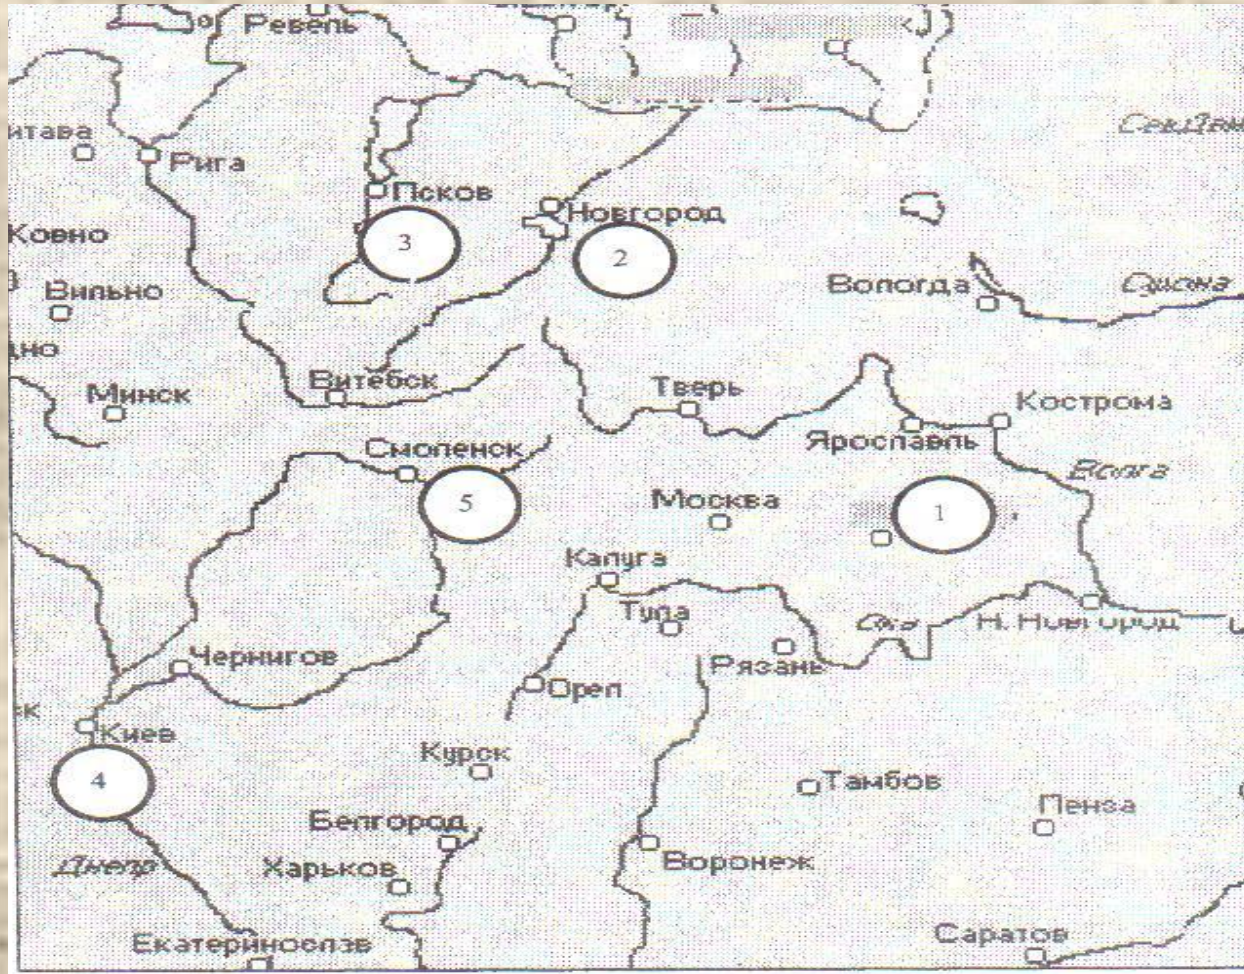 Ревель
Рига
Псков
Новгород
3
2
Ковно
Вильно
Вологда
Минск
Витебск
Тверь
Кострома
Ярославль
Смоленск
Волга
5
Москва
1
Калуга
Тула
Ока
Н. Новгород
Чернигов
Рязань
Орел
Киев
Курск
4
Тамбов
Пенза
Белгород
Днепр
Харьков
Воронеж
Саратов
Екатеринослав